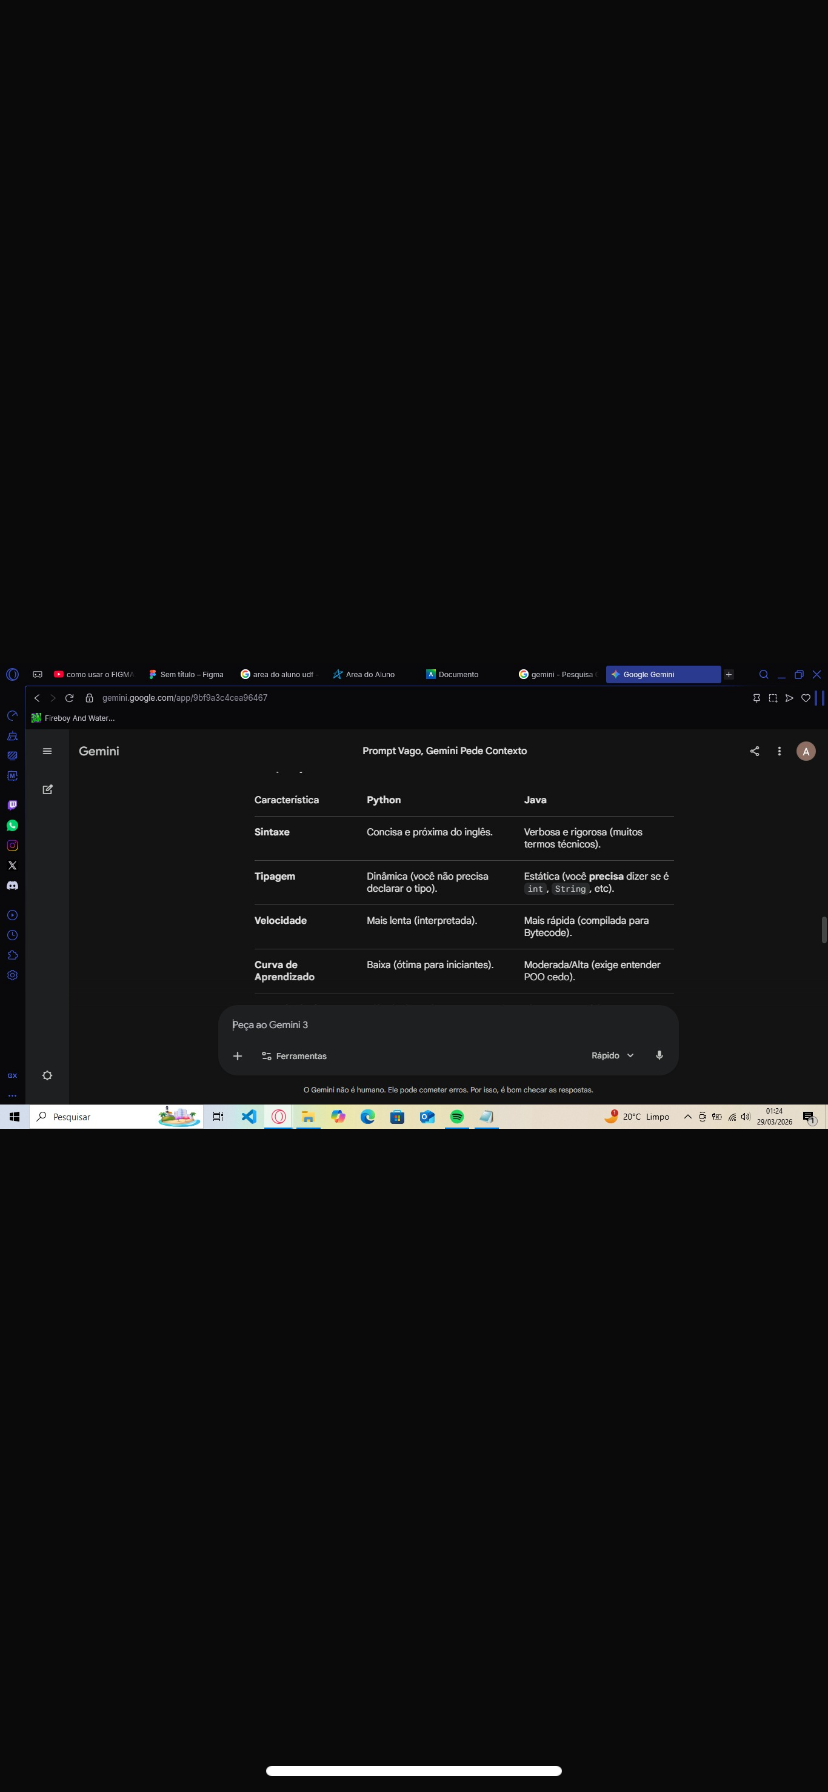 como usar o FIGMA
Sem título – Figma
area do aluno udf -
Area do Aluno
Documento
gemini - Pesquisa
Google Gemini
gemini.google.com/app/9bf9a3c4cea96467
Fireboy And Water...
Gemini
Prompt Vago, Gemini Pede Contexto
A
Característica Python Java
Sintaxe Concisa e próxima do inglês. Verbosa e rigorosa (muitos
termos técnicos).
Tipagem Dinâmica (você não precisa Estática (você precisa dizer se é
declarar o tipo). int, String, etc).
Velocidade Mais lenta (interpretada). Mais rápida (compilada para
Bytecode).
Curva de Baixa (ótima para iniciantes). Moderada/Alta (exige entender
Aprendizado POO cedo).
Peça ao Gemini 3
Ferramentas Rápido
O Gemini não é humano. Ele pode cometer erros. Por isso, é bom checar as respostas.
GX
Pesquisar
20°C Limpo
01:24
29/03/2026
1